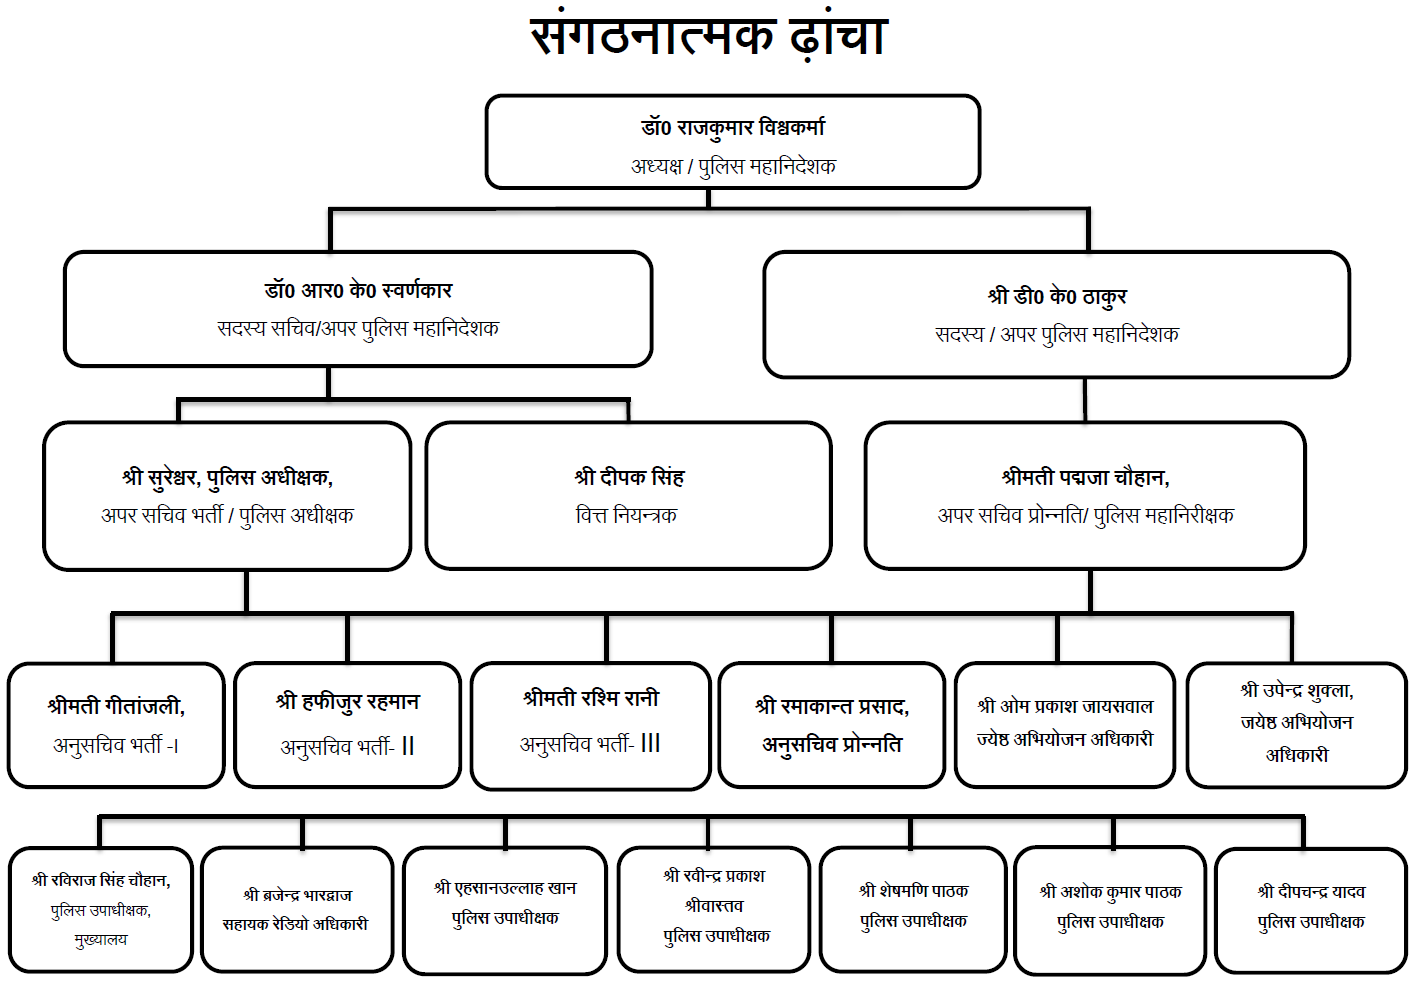 संगठनात्मक ढ़ांचा
डॉ0 राजकुमार विश्वकर्मा
अध्यक्ष / पुलिस महानिदेशक
डॉ0 आर0 के0 स्वर्णकार
सदस्य सचिव/अपर पुलिस महानिदेशक
श्री डी0 के0 ठाकुर
सदस्य / अपर पुलिस महानिदेशक
श्री सुरेश्वर, पुलिस अधीक्षक,
अपर सचिव भर्ती / पुलिस अधीक्षक
श्री दीपक सिंह
वित्त नियन्त्रक
श्रीमती पद्मजा चौहान,
अपर सचिव प्रोन्नति/ पुलिस महानिरीक्षक
श्रीमती गीतांजली,
अनुसचिव भर्ती -I
श्री हफीजुर रहमान
अनुसचिव भर्ती- II
श्रीमती रश्मि रानी
अनुसचिव भर्ती- III
श्री रमाकान्त प्रसाद,
अनुसचिव प्रोन्नति
श्री ओम प्रकाश जायसवाल
ज्येष्ठ अभियोजन अधिकारी
श्री उपेन्द्र शुक्ला,
जयेष्ठ अभियोजन
अधिकारी
श्री रविराज सिंह चौहान,
पुलिस उपाधीक्षक,
मुख्यालय
श्री ब्रजेन्द्र भारद्वाज
सहायक रेडियो अधिकारी
श्री एहसानउल्लाह खान
पुलिस उपाधीक्षक
श्री रवीन्द्र प्रकाश
श्रीवास्तव
पुलिस उपाधीक्षक
श्री शेषमणि पाठक
पुलिस उपाधीक्षक
श्री अशोक कुमार पाठक
पुलिस उपाधीक्षक
श्री दीपचन्द्र यादव
पुलिस उपाधीक्षक